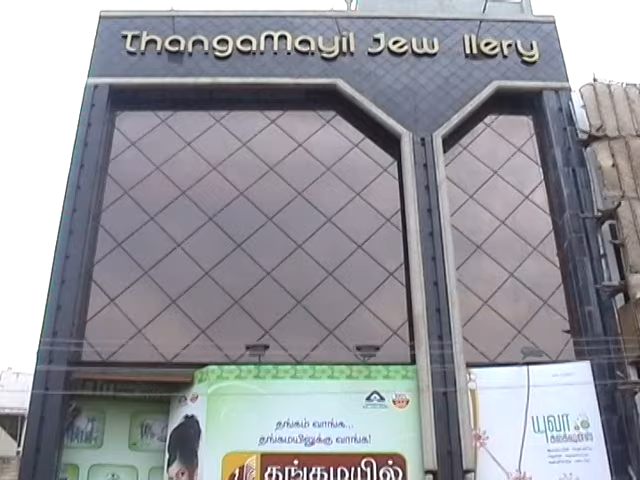 ThangaMayil Jew llery
தங்கம் வாங்க...
தங்கமயிலுக்கு வாங்க!
தங்கமயில்
யுவா